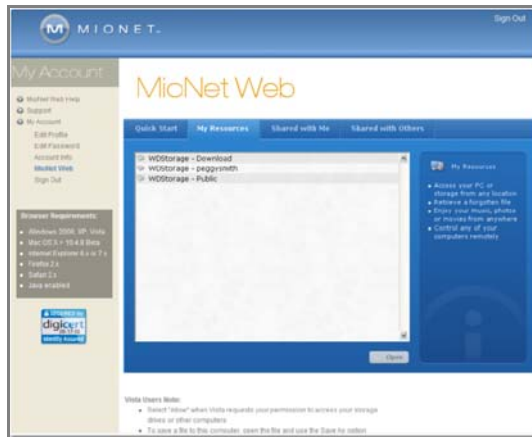 M I O N E T™
Sign Out
My Account
MioNet Web Help
Support
My Account
Edit Profile
Edit Password
Account Info
MioNet Web
Sign Out
Browser Requirements:
Windows 2000, XP, Vista
Mac OS X > 10.4.8 Beta
Internet Explorer 6.x or 7.x
Firefox 2.x
Safari 2.x
Java enabled
SECURED BY
digicert
Identity Assured
MioNet Web
Quick Start
My Resources
Shared with Me
Shared with Others
WDStorage - Download
WDStorage - peggysmith
WDStorage - Public
Open
My Resources
Access your PC or
storage from any location
Retrieve a forgotten file
Enjoy your music, photos
or movies from anywhere
Control any of your
computers remotely
Vista Users Note:
Select "Allow" when Vista requests your permission to access your storage
drives or other computers
To save a file to this computer, open the file and use the Save As option